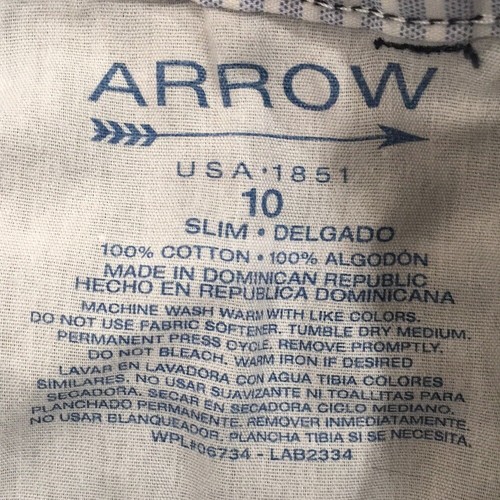 ARROW
USA·1851
10
SLIM • DELGADO
100% COTTON • 100% ALGODÓN
MADE IN DOMINICAN REPUBLIC
HECHO EN REPUBLICA DOMINICANA
MACHINE WASH WARM WITH LIKE COLORS.
DO NOT USE FABRIC SOFTENER. TUMBLE DRY MEDIUM.
PERMANENT PRESS CYCLE. REMOVE PROMPTLY.
DO NOT BLEACH. WARM IRON IF DESIRED
LAVAR EN LAVADORA CON AGUA TIBIA COLORES
SIMILARES. NO USAR SUAVIZANTE NI TOALLITAS PARA
SECADORA. SECAR EN SECADORA CICLO MEDIANO.
PLANCHADO PERMANENTE. REMOVER INMEDIATAMENTE.
NO USAR BLANQUEADOR. PLANCHA TIBIA SI SE NECESITA.
WPL#06734 - LAB2334